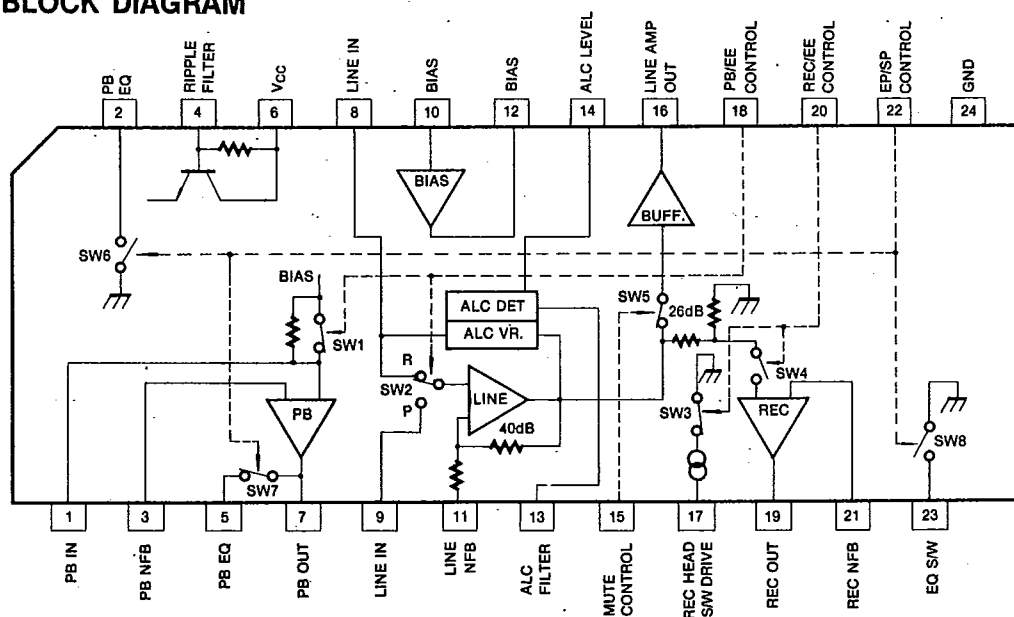 BLOCK DIAGRAM
PB
EQ
RIPPLE
FILTER
VCC
LINE IN
BIAS
BIAS
ALC LEVEL
LINE AMP
OUT
PB/EE
CONTROL
REC/EE
CONTROL
EP/SP
CONTROL
GND
2
4
6
8
10
12
14
16
18
20
22
24
BIAS
BUFF.
SW6
BIAS
ALC DET
ALC VR.
SW5
26dB
SW1
R
SW2
P
LINE
40dB
SW4
SW3
REC
PB
SW8
SW7
1
3
5
7
9
11
13
15
17
19
21
23
PB IN
PB NFB
PB EQ
PB OUT
LINE IN
LINE
NFB
ALC
FILTER
MUTE
CONTROL
REC HEAD
S/W DRIVE
REC OUT
REC NFB
EQ S/W